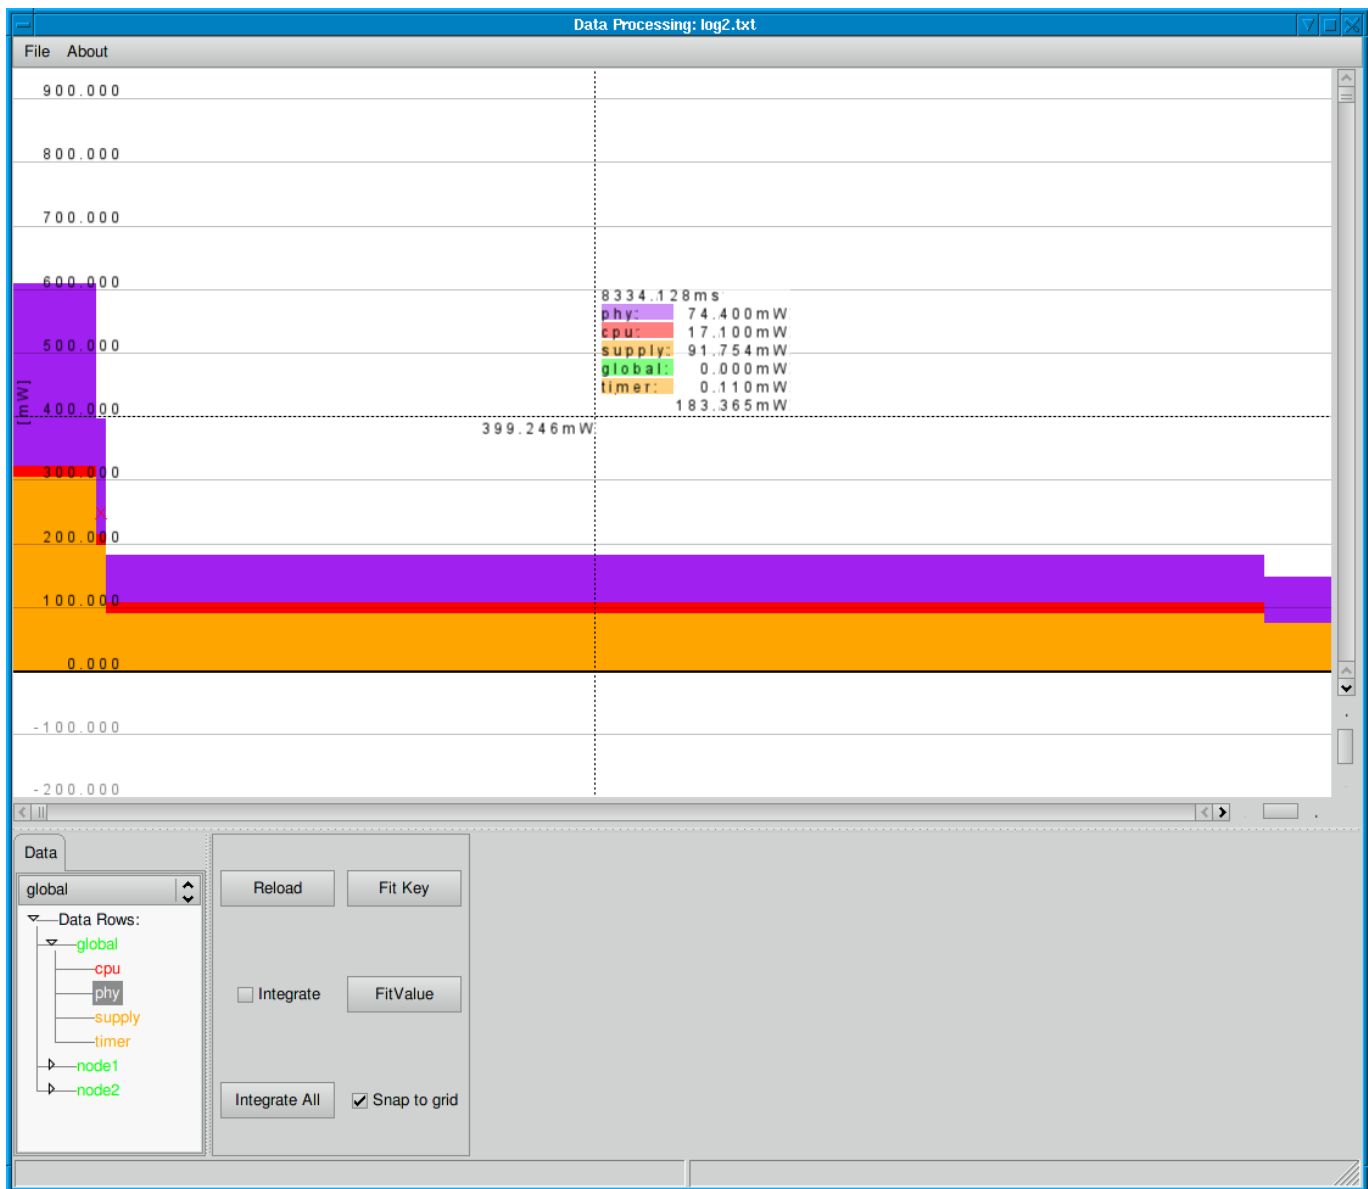 Data Processing: log2.txt
File About
900.000
800.000
700.000
600.000
8334.128ms
phy: 74.400mW
cpu: 17.100mW
500.000
supply: 91.754mW
global: 0.000mW
timer: 0.110mW
[mW]
400.000
183.365mW
399.246mW
300.000
X
200.000
100.000
0.000
-100.000
-200.000
Data
global
Reload
Fit Key
Data Rows:
global
cpu
phy
Integrate
FitValue
supply
timer
node1
node2
Integrate All
Snap to grid